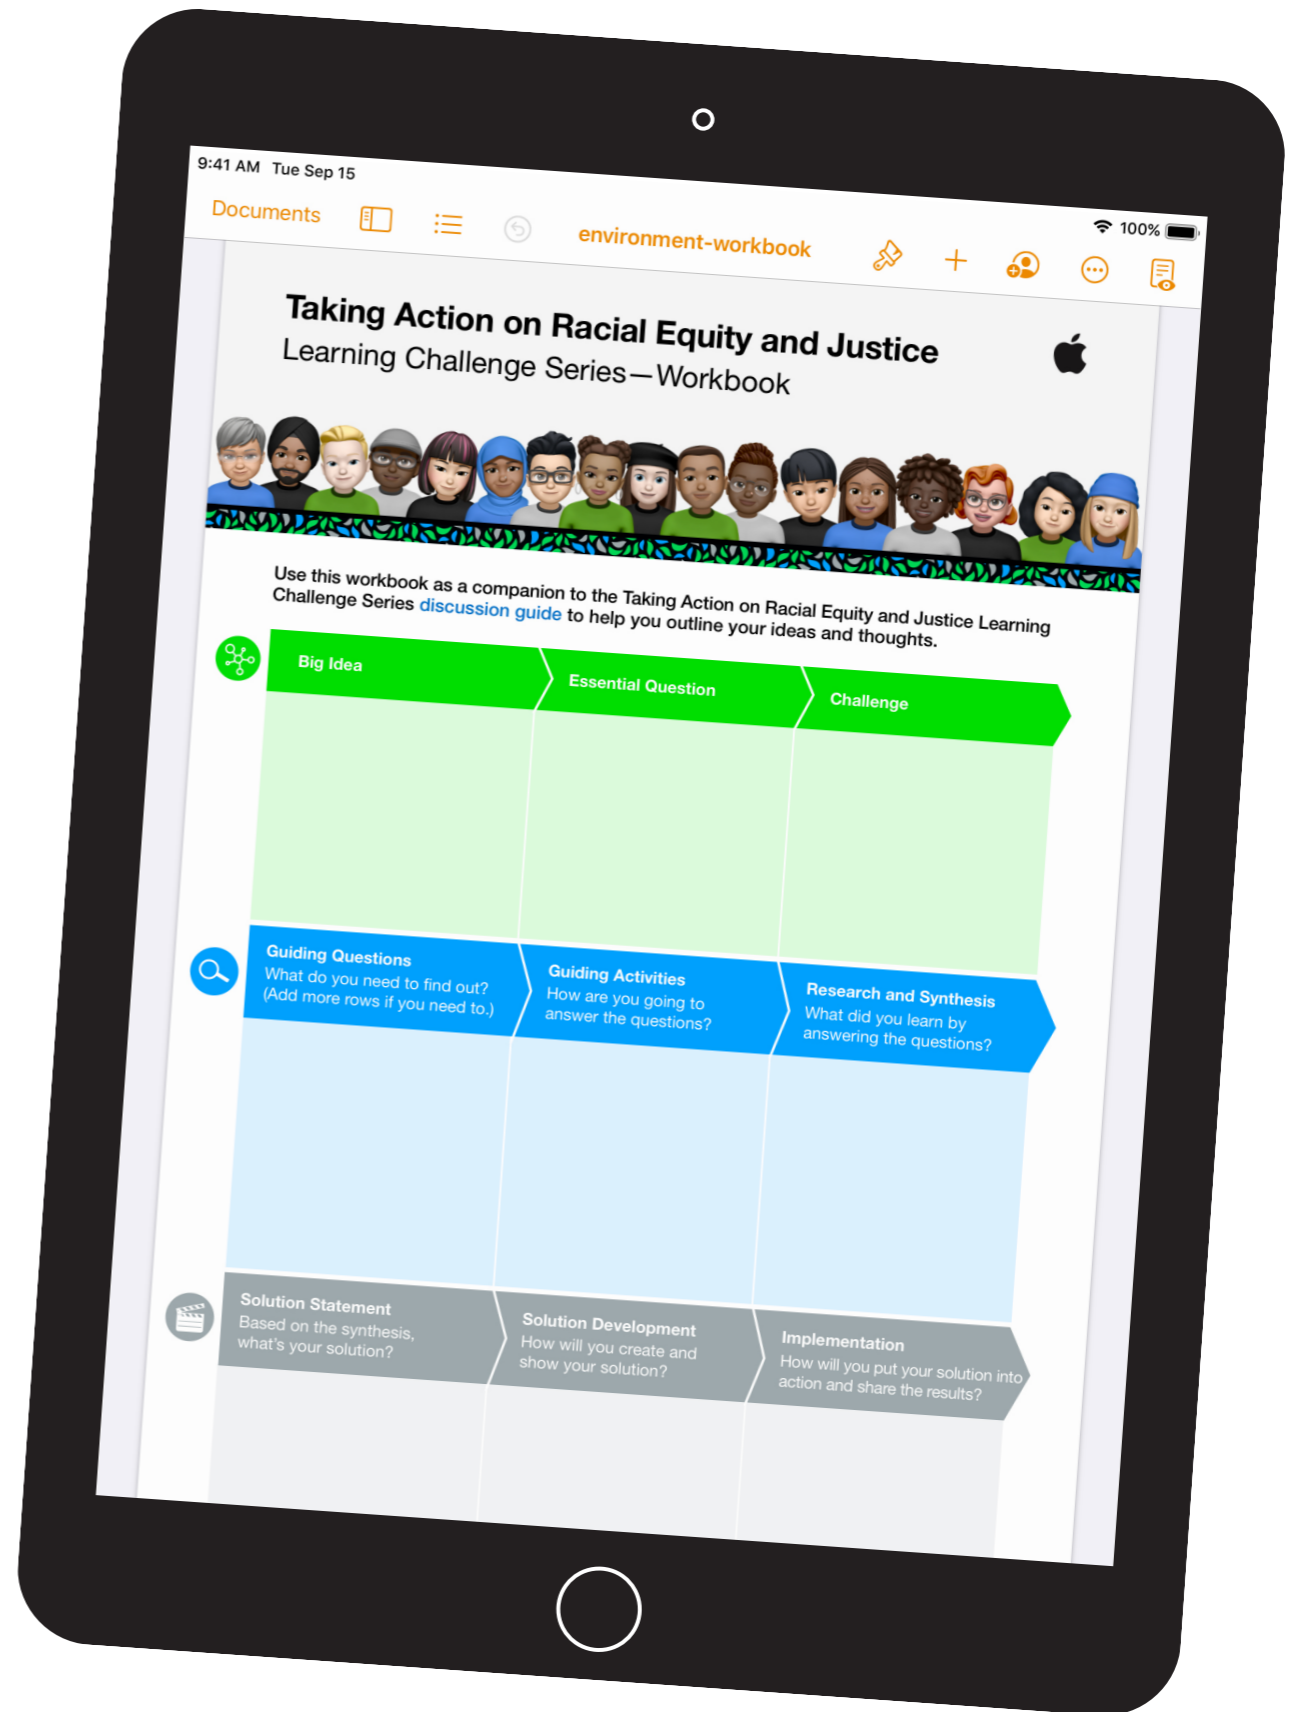 9:41 AM Tue Sep 15
100%
Documents
environment-workbook
Taking Action on Racial Equity and Justice
Learning Challenge Series—Workbook
Use this workbook as a companion to the Taking Action on Racial Equity and Justice Learning
Challenge Series discussion guide to help you outline your ideas and thoughts.
Big Idea
Essential Question
Challenge
Guiding Questions
What do you need to find out?
(Add more rows if you need to.)
Guiding Activities
How are you going to
answer the questions?
Research and Synthesis
What did you learn by
answering the questions?
Solution Statement
Based on the synthesis,
what's your solution?
Solution Development
How will you create and
show your solution?
Implementation
How will you put your solution into
action and share the results?